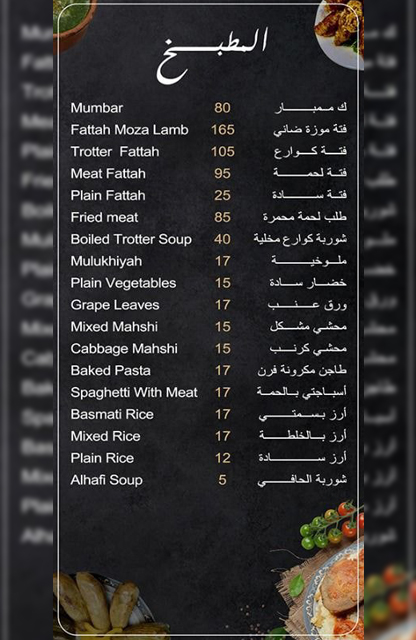 المطبخ
Mumbar 80 ك ممبار
Fattah Moza Lamb 165 فتة موزة ضاني
Trotter Fattah 105 فتة كوارع
Meat Fattah 95 فتة لحمة
Plain Fattah 25 فتة سادة
Fried meat 85 طلب لحمة محمرة
Boiled Trotter Soup 40 شوربة كوارع مخلية
Mulukhiyah 17 ملوخية
Plain Vegetables 15 خضار سادة
Grape Leaves 17 ورق عنب
Mixed Mahshi 15 محشي مشكل
Cabbage Mahshi 15 محشي كرنب
Baked Pasta 17 طاجن مكرونة فرن
Spaghetti With Meat 17 أسباجتي بالحمة
Basmati Rice 17 أرز بسمتي
Mixed Rice 17 أرز بالخلطة
Plain Rice 12 أرز سادة
Alhafi Soup 5 شوربة الحافي